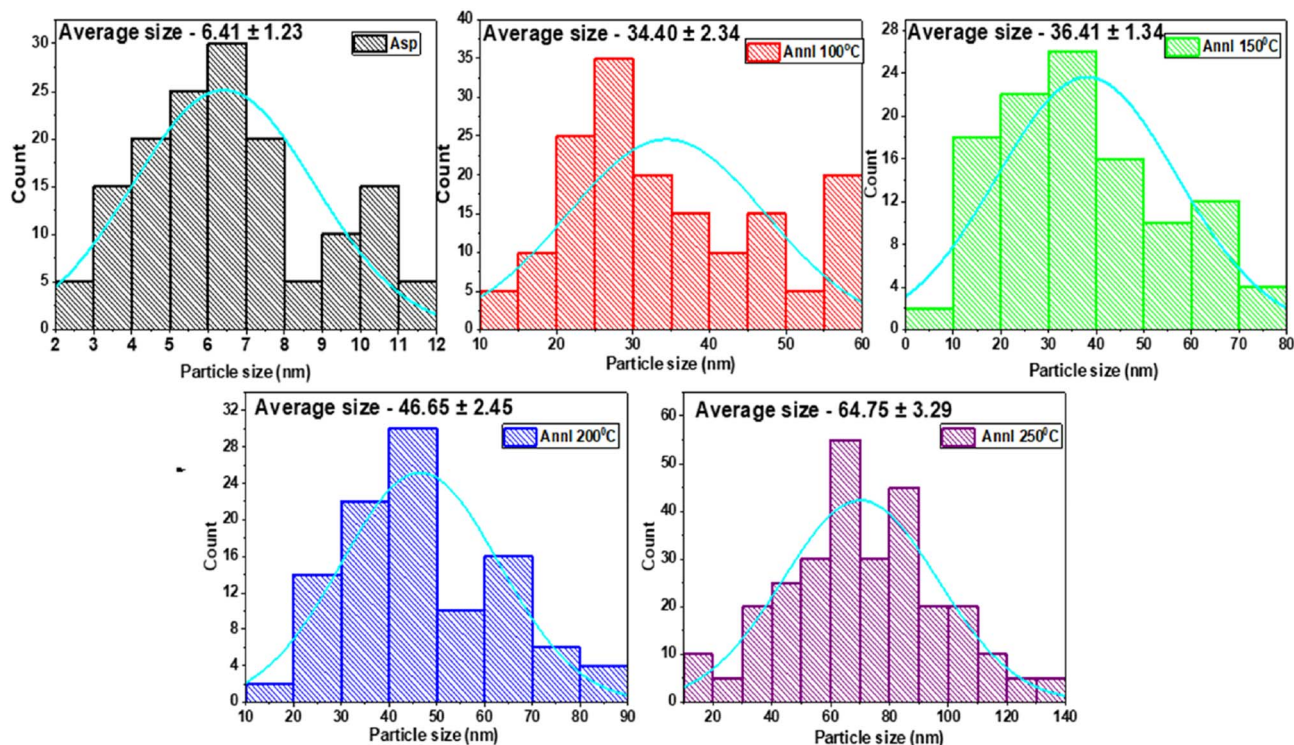 Average size - 6.41 ± 1.23
Asp
30
25
20
15
10
5
0
Count
2 3 4 5 6 7 8 9 10 11 12
Particle size (nm)
Average size - 34.40 ± 2.34
Annl 100°C
40
35
30
25
20
15
10
5
0
Count
10 20 30 40 50 60
Particle size (nm)
Average size - 36.41 ± 1.34
Annl 150⁰C
28
24
20
16
12
8
4
0
Count
0 10 20 30 40 50 60 70 80
Particle size (nm)
Average size - 46.65 ± 2.45
Annl 200⁰C
32
28
24
20
16
12
8
4
0
Count
10 20 30 40 50 60 70 80 90
Particle size (nm)
Average size - 64.75 ± 3.29
Annl 250⁰C
60
50
40
30
20
10
0
Count
20 40 60 80 100 120 140
Particle size (nm)